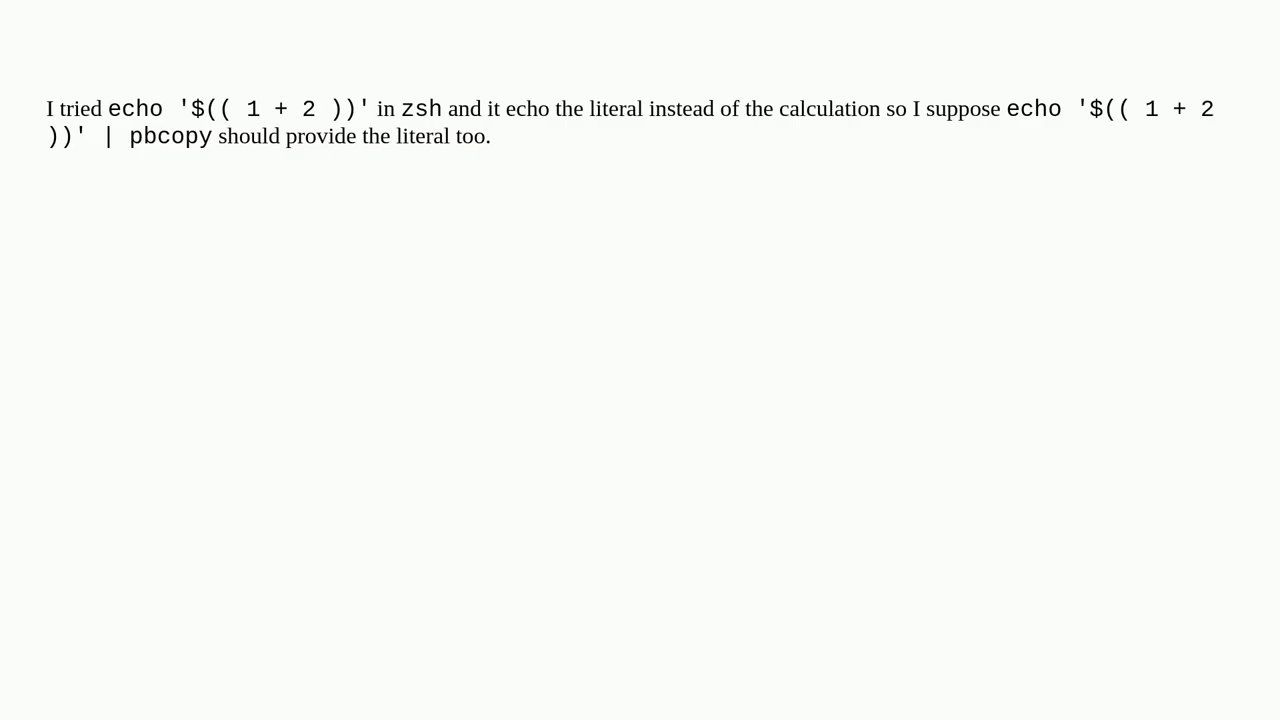 I tried echo '$(( 1 + 2 ))' in zsh and it echo the literal instead of the calculation so I suppose echo '$(( 1 + 2
))' | pbcopy should provide the literal too.